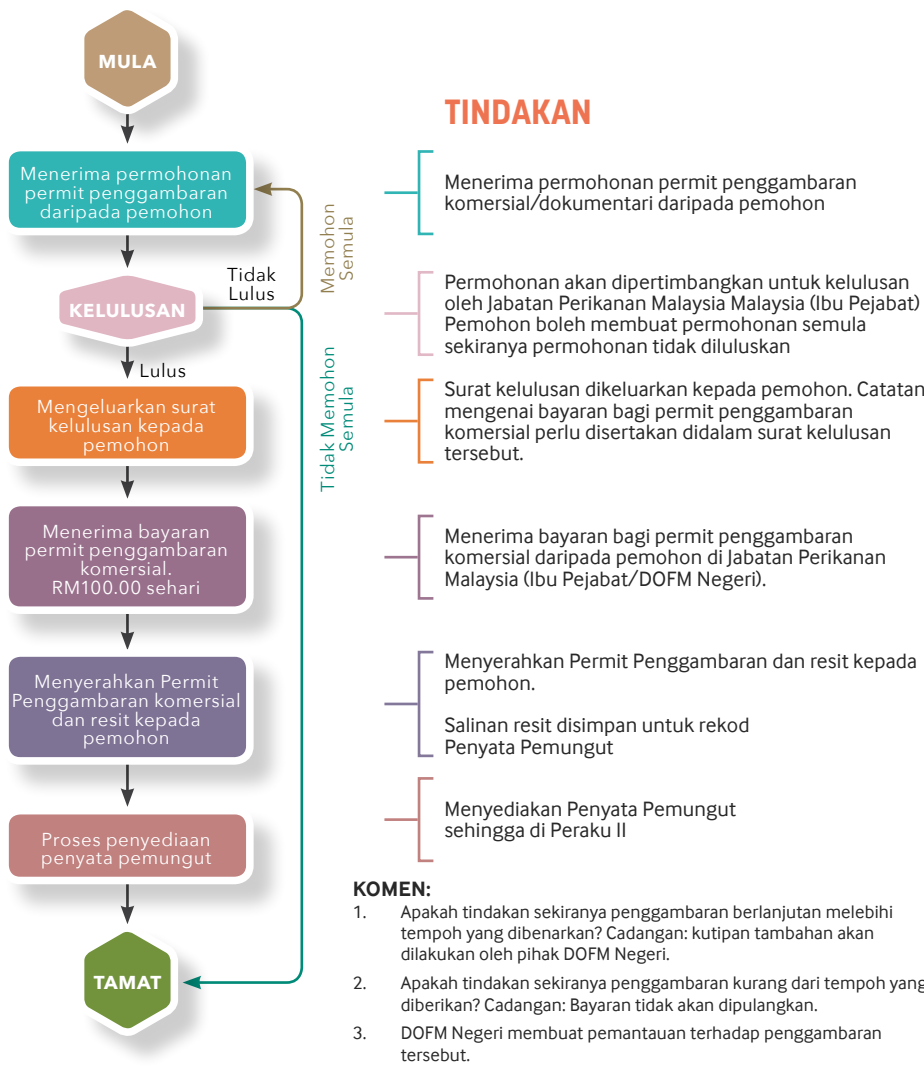 MULA
Menerima permohonan
permit penggambaran
daripada pemohon
KELULUSAN
Tidak
Lulus
Memohon
Semula
Tidak Memohon
Semula
Lulus
Mengeluarkan surat
kelulusan kepada
pemohon
Menerima bayaran
permit penggambaran
komersial.
RM100.00 sehari
Menyerahkan Permit
Penggambaran komersial
dan resit kepada
pemohon
Proses penyediaan
penyata pemungut
TAMAT
TINDAKAN
Menerima permohonan permit penggambaran
komersial/dokumentari daripada pemohon
Permohonan akan dipertimbangkan untuk kelulusan
oleh Jabatan Perikanan Malaysia Malaysia (Ibu Pejabat)
Pemohon boleh membuat permohonan semula
sekiranya permohonan tidak diluluskan
Surat kelulusan dikeluarkan kepada pemohon. Catatan
mengenai bayaran bagi permit penggambaran
komersial perlu disertakan didalam surat kelulusan
tersebut.
Menerima bayaran bagi permit penggambaran
komersial daripada pemohon di Jabatan Perikanan
Malaysia (Ibu Pejabat/DOFM Negeri).
Menyerahkan Permit Penggambaran dan resit kepada
pemohon.
Salinan resit disimpan untuk rekod
Penyata Pemungut
Menyediakan Penyata Pemungut
sehingga di Peraku II
KOMEN:
1. Apakah tindakan sekiranya penggambaran berlanjutan melebihi
tempoh yang dibenarkan? Cadangan: kutipan tambahan akan
dilakukan oleh pihak DOFM Negeri.
2. Apakah tindakan sekiranya penggambaran kurang dari tempoh yang
diberikan? Cadangan: Bayaran tidak akan dipulangkan.
3. DOFM Negeri membuat pemantauan terhadap penggambaran
tersebut.